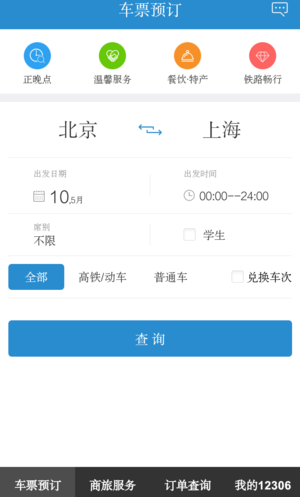 车票预订
正晚点 温馨服务 餐饮·特产 铁路畅行
北京 上海
出发日期 出发时间
10,5月 00:00--24:00
席别
不限 学生
全部 高铁/动车 普通车 兑换车次
查询
车票预订 商旅服务 订单查询 我的12306